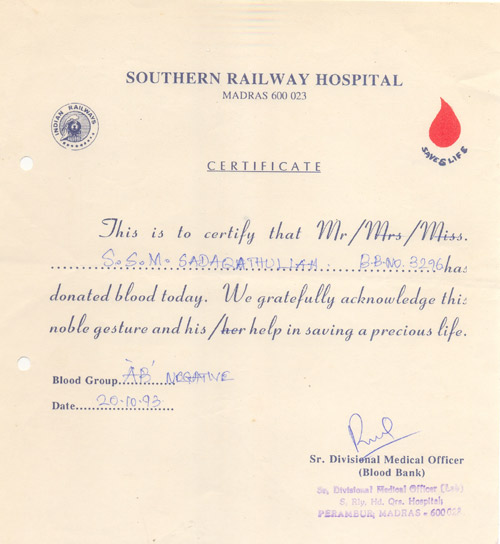 SOUTHERN RAILWAY HOSPITAL
MADRAS 600 023
INDIAN RAILWAYS
SAVE A LIFE
CERTIFICATE
This is to certify that Mr/Mrs/Miss.
S.S.M. SADAQATHULLAH. B.B.NO. 3296 has
donated blood today. We gratefully acknowledge this
noble gesture and his/her help in saving a precious life.
Blood Group 'AB' NEGATIVE
Date 20.10.93
Sr. Divisional Medical Officer
(Blood Bank)
Sr. Divisional Medical Officer (Lab)
S. Rly. Hd. Qrs. Hospital
PERAMBUR, MADRAS - 600 023